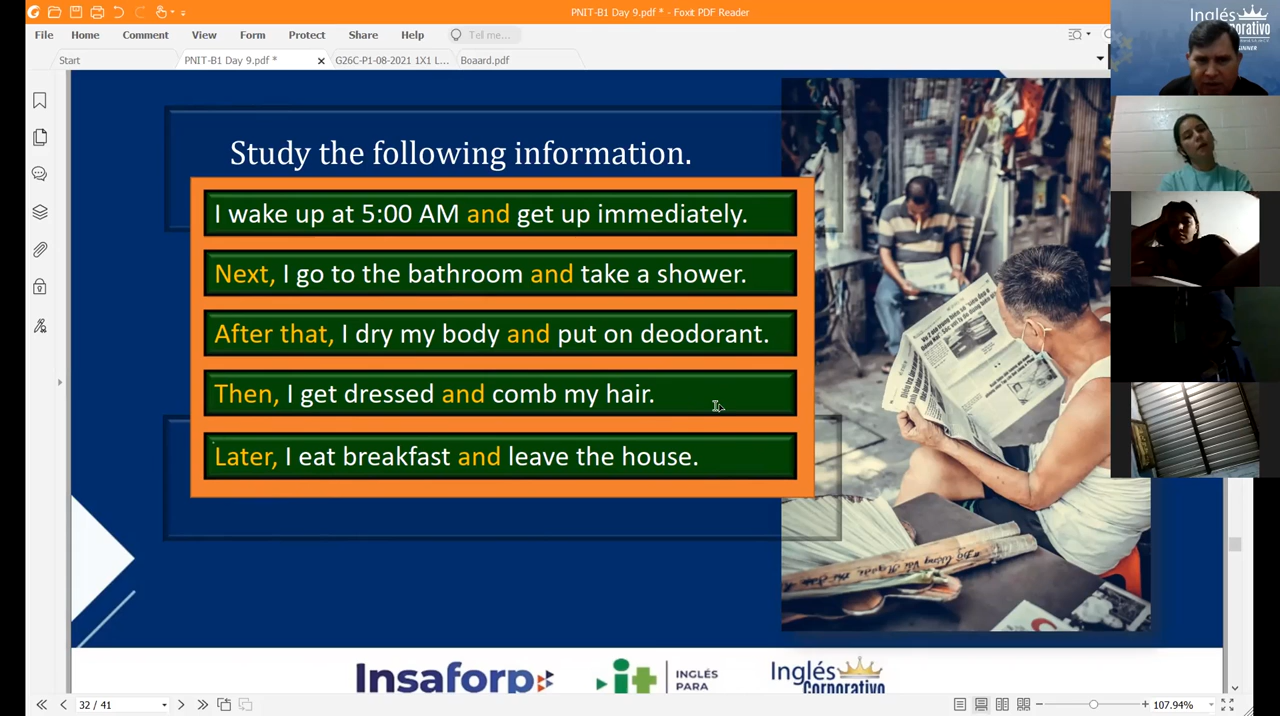 PNIT-B1 Day 9.pdf * - Foxit PDF Reader
File Home Comment View Form Protect Share Help Tell me...
Start PNIT-B1 Day 9.pdf * G26C-P1-08-2021 1X1 L... Boaard.pdf
Inglés
Study the following information.
I wake up at 5:00 AM and get up immediately.
Next, I go to the bathroom and take a shower.
After that, I dry my body and put on deodorant.
Then, I get dressed and comb my hair.
Later, I eat breakfast and leave the house.
Insaforp
it
INGLÉS
PARA
Inglés
Corporativo
32 / 41
107.94%